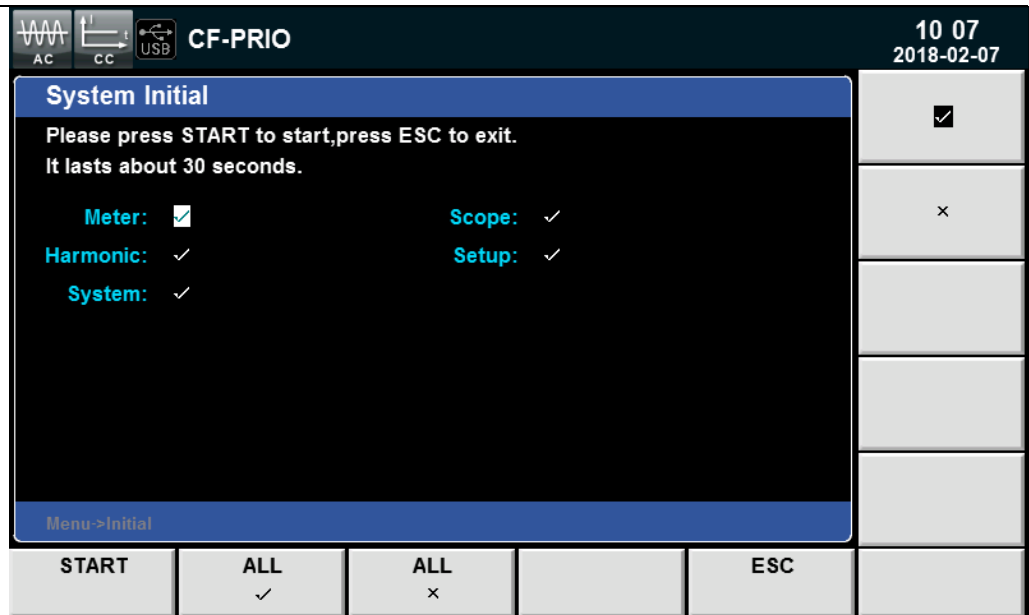 AC
I
t
CC
USB
CF-PRIO
10 07
2018-02-07
System Initial
Please press START to start,press ESC to exit.
It lasts about 30 seconds.
Meter: ✓ Scope: ✓
Harmonic: ✓ Setup: ✓
System: ✓
✓
×
Menu->Initial
START ALL ALL ESC
✓ ×